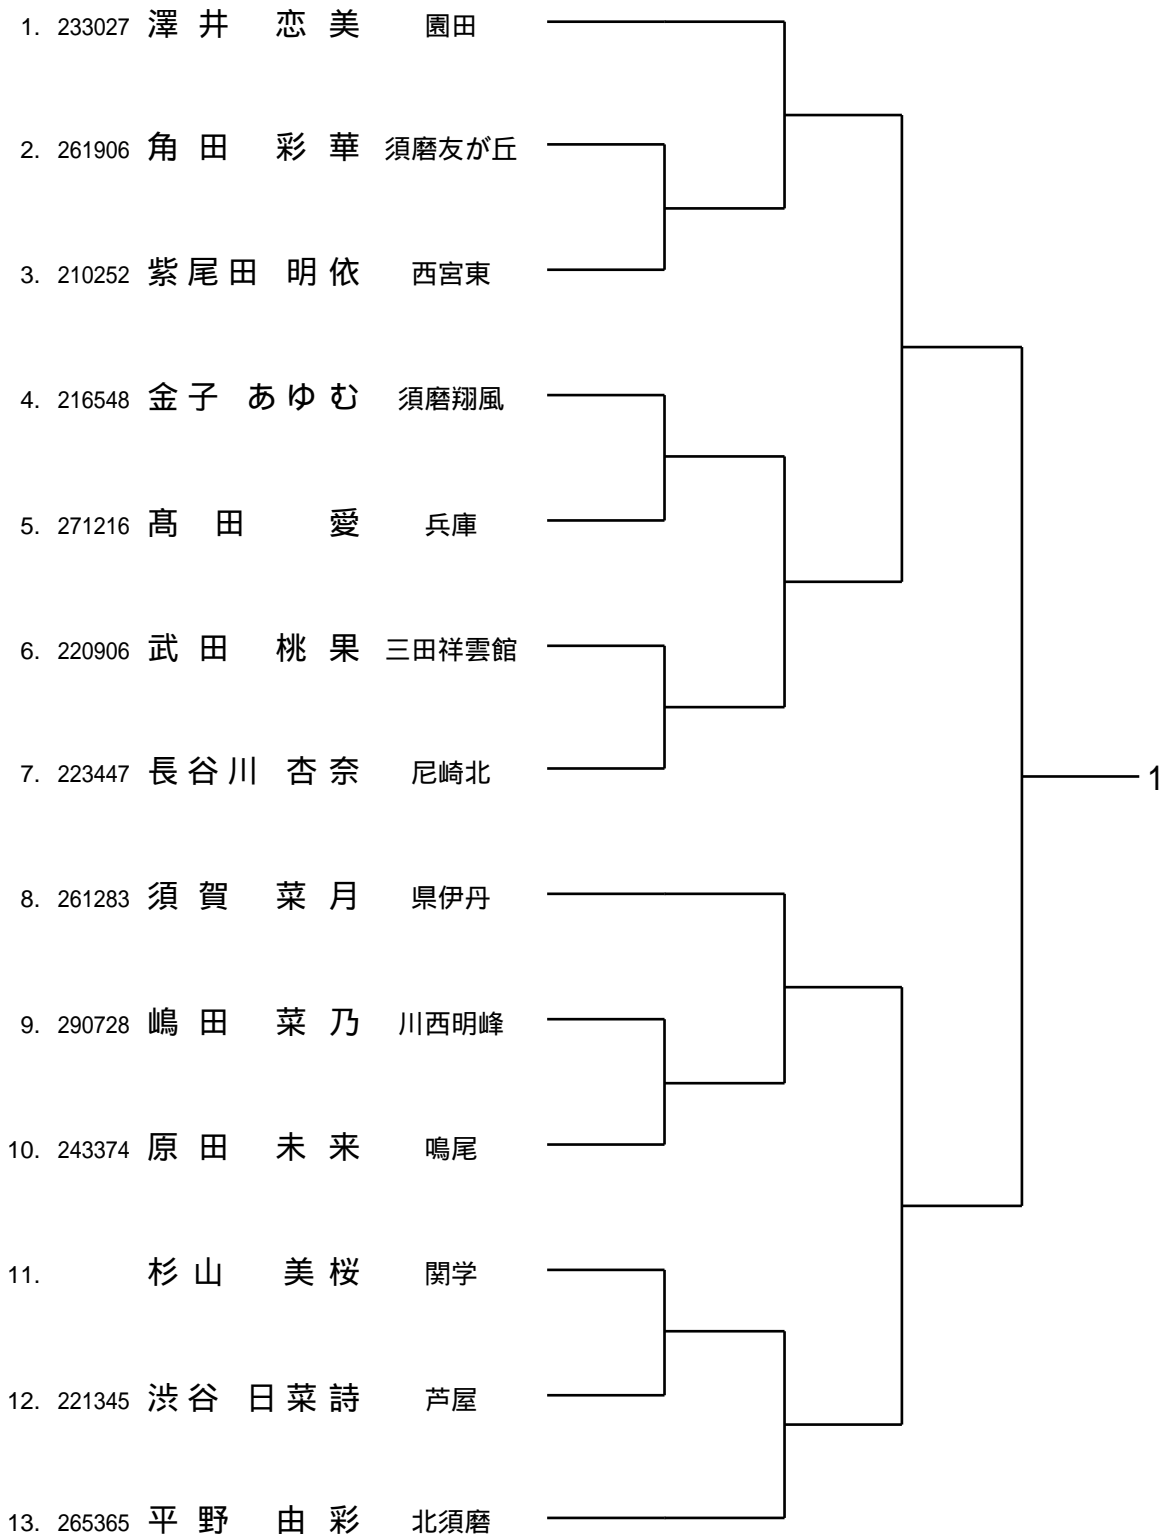 1. 233027 澤井 恋美 園田
2. 261906 角田 彩華 須磨友が丘
3. 210252 紫尾田 明依 西宮東
4. 216548 金子 あゆむ 須磨翔風
5. 271216 髙田 愛 兵庫
6. 220906 武田 桃果 三田祥雲館
7. 223447 長谷川 杏奈 尼崎北
1
8. 261283 須賀 菜月 県伊丹
9. 290728 嶋田 菜乃 川西明峰
10. 243374 原田 未来 鳴尾
11. 杉山 美桜 関学
12. 221345 渋谷 日菜詩 芦屋
13. 265365 平野 由彩 北須磨